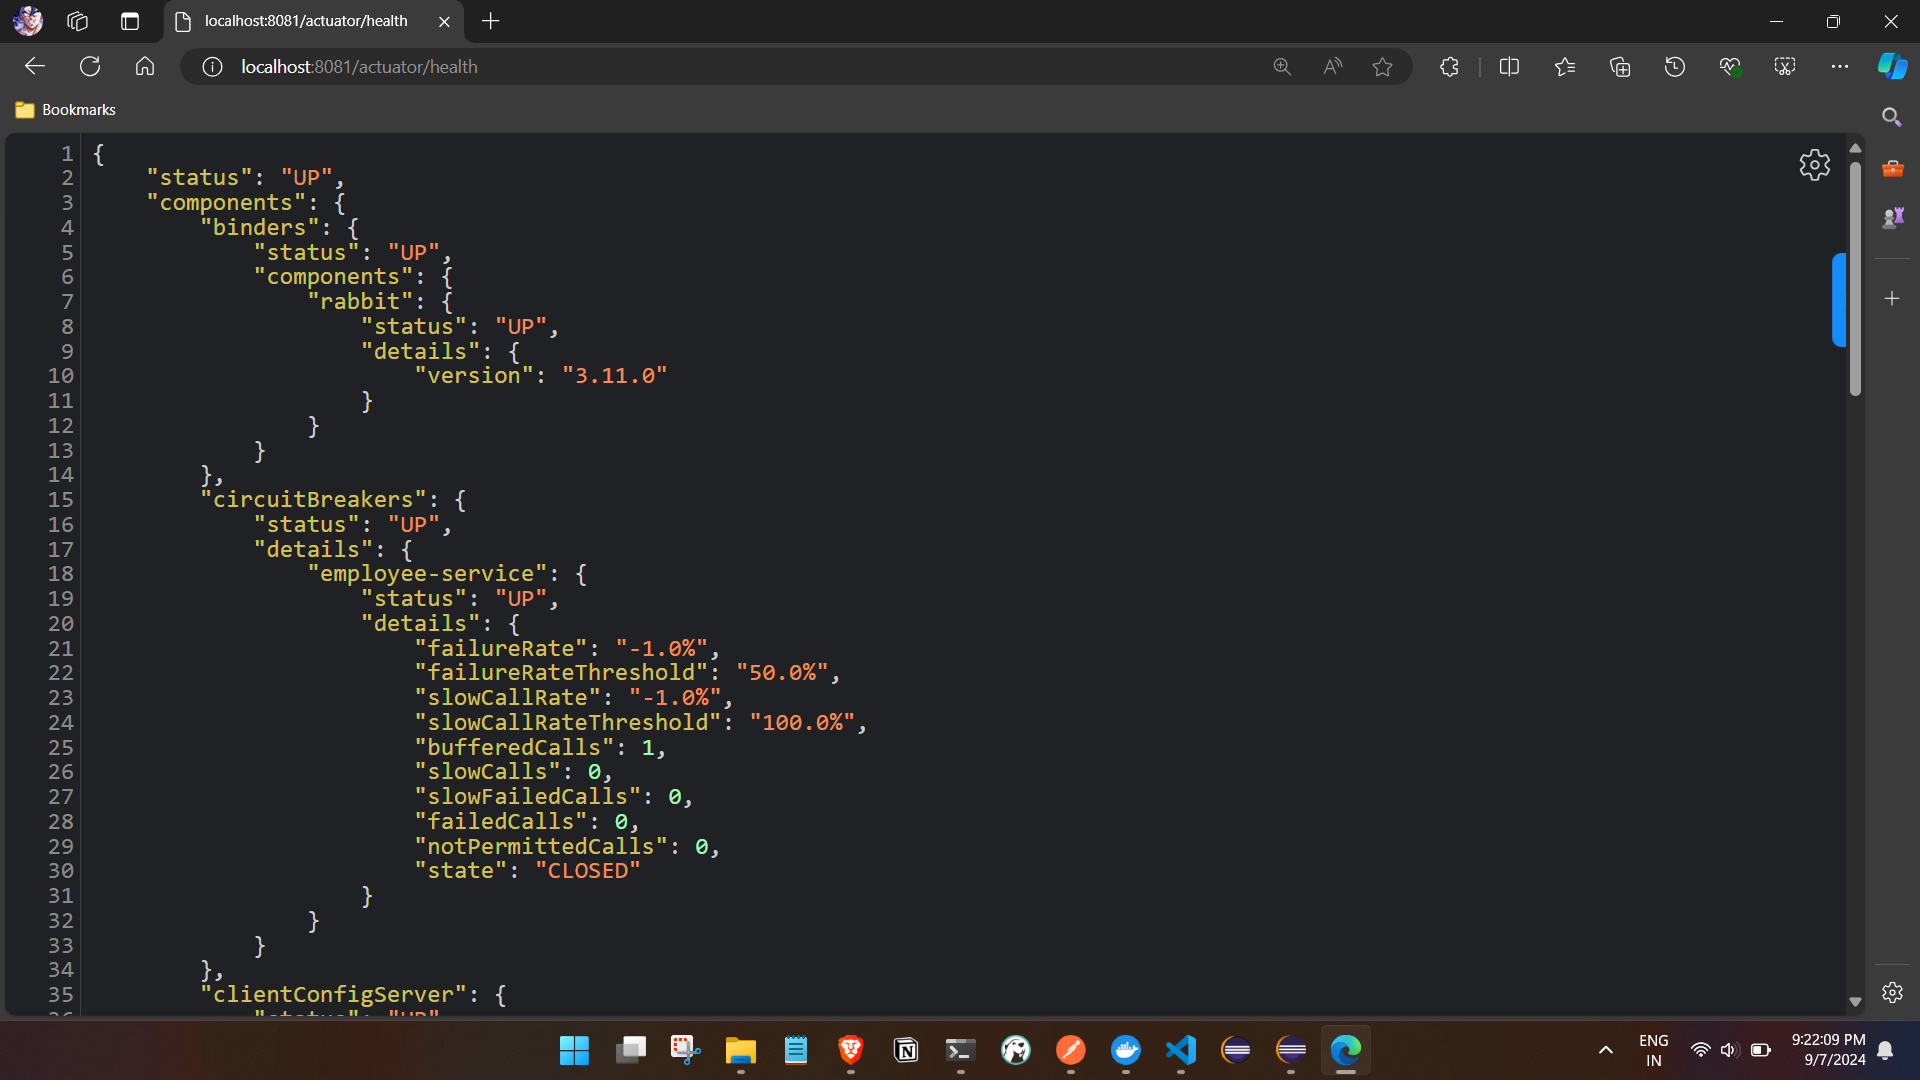 localhost:8081/actuator/health
localhost:8081/actuator/health
Bookmarks
1 {
2 "status": "UP",
3 "components": {
4 "binders": {
5 "status": "UP",
6 "components": {
7 "rabbit": {
8 "status": "UP",
9 "details": {
10 "version": "3.11.0"
11 }
12 }
13 }
14 },
15 "circuitBreakers": {
16 "status": "UP",
17 "details": {
18 "employee-service": {
19 "status": "UP",
20 "details": {
21 "failureRate": "-1.0%",
22 "failureRateThreshold": "50.0%",
23 "slowCallRate": "-1.0%",
24 "slowCallRateThreshold": "100.0%",
25 "bufferedCalls": 1,
26 "slowCalls": 0,
27 "slowFailedCalls": 0,
28 "failedCalls": 0,
29 "notPermittedCalls": 0,
30 "state": "CLOSED"
31 }
32 }
33 }
34 },
35 "clientConfigServer": {
ENG
IN
9:22:09 PM
9/7/2024